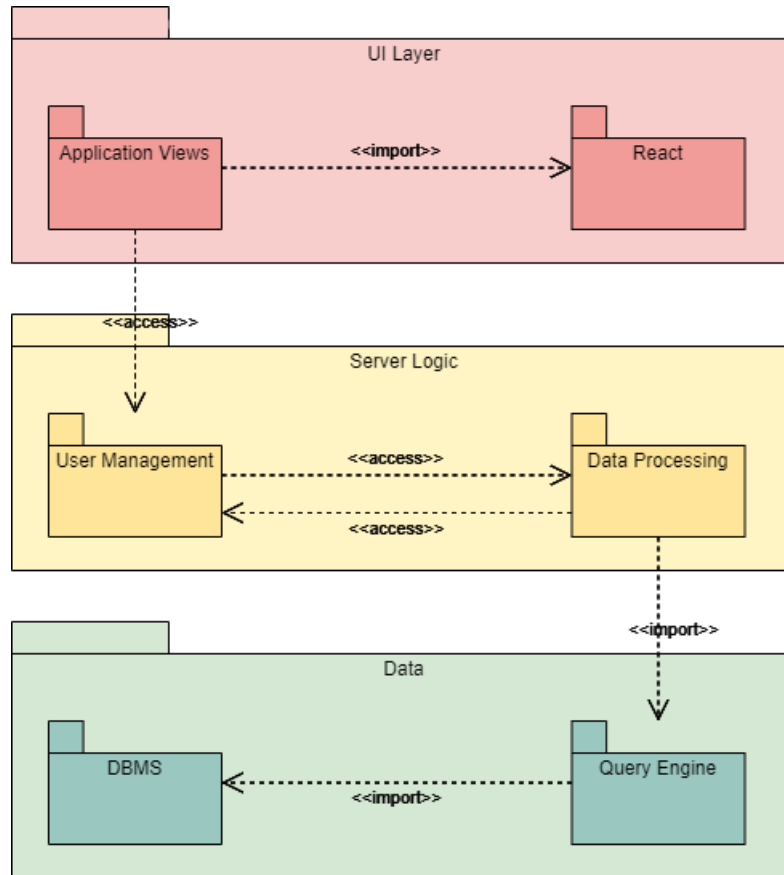 UI Layer
Application Views
<<import>>
React
<<access>>
Server Logic
User Management
<<access>>
Data Processing
<<access>>
<<import>>
Data
DBMS
<<import>>
Query Engine